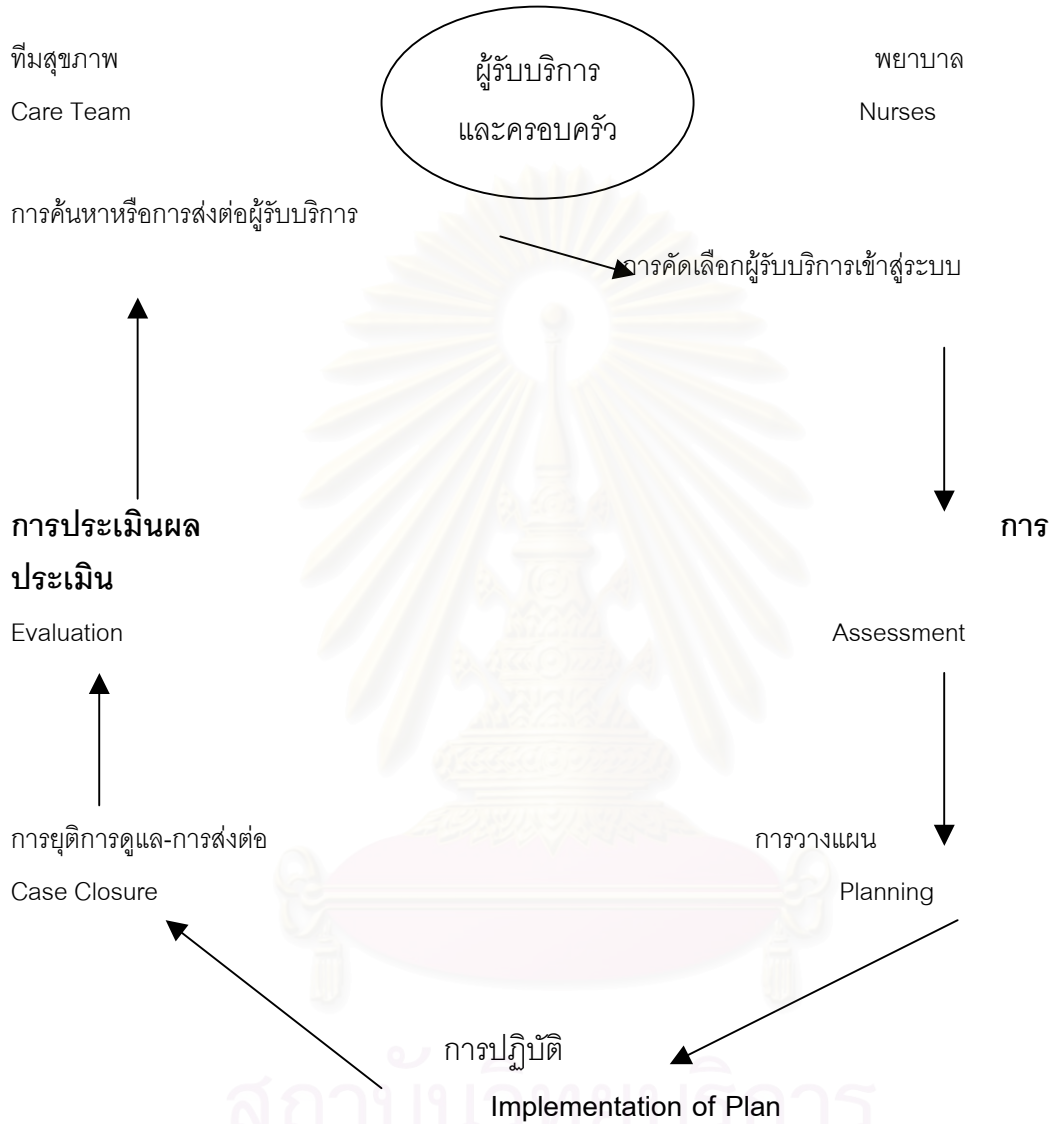 ทีมสุขภาพ ผู้รับบริการ พยาบาล
Care Team และครอบครัว Nurses
การค้นหาหรือการส่งต่อผู้รับบริการ
การคัดเลือกผู้รับบริการเข้าสู่ระบบ
การประเมินผล การ
ประเมิน
Evaluation Assessment
การยุติการดูแล-การส่งต่อ การวางแผน
Case Closure Planning
การปฏิบัติ
Implementation of Plan